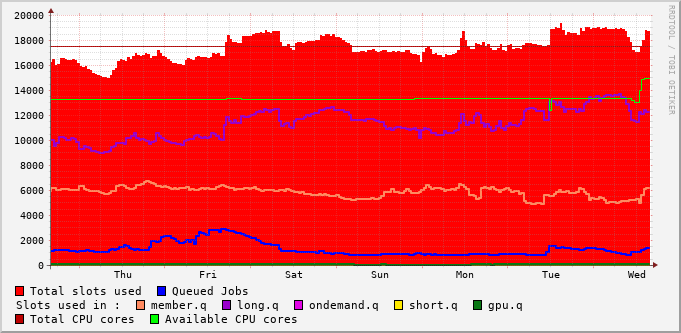 20000
18000
16000
14000
12000
10000
8000
6000
4000
2000
0
Thu Fri Sat Sun Mon Tue Wed
Total slots used Queued Jobs
Slots used in : member.q long.q ondemand.q short.q gpu.q
Total CPU cores Available CPU cores
RRDTOOL / TOBI OETIKER